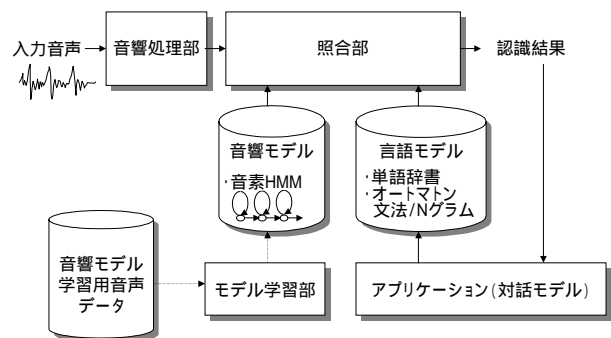 入力音声
音響処理部
照合部
認識結果
音響モデル
・音素HMM
言語モデル
・単語辞書
・オートマトン
文法/Nグラム
音響モデル
学習用音声
データ
モデル学習部
アプリケーション(対話モデル)